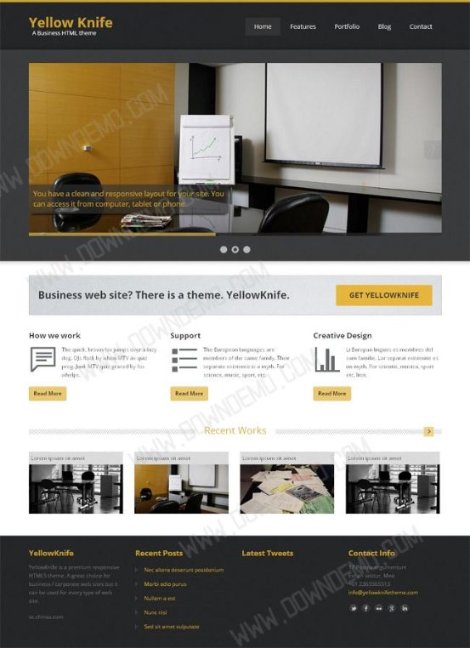 Yellow Knife
A Business HTML theme
Home Features Portfolio Blog Contact
You have a clean and responsive layout for your site. You
can access it from computer, tablet or phone.
Business web site? There is a theme. YellowKnife.
GET YELLOWKNIFE
How we work
The quick, brown fox jumps over a lazy
dog. DJs flock by when MTV ax quiz
prog. Junk MTV quiz graced by fox
whelps.
Read More
Support
The European languages are
members of the same family. Their
separate existence is a myth. For
science, music, sport, etc.
Read More
Creative Design
Li Europan lingues es membres del
sam familie. Lor separat existentie es
un myth. Por scientie, musica, sport
etc, litot.
Read More
Recent Works
Lorem ipsum sit amet
Lorem ipsum sit amet
Lorem ipsum sit amet
Lorem ipsum sit amet
YellowKnife
YellowKnife is a premium responsive
HTML5 theme. A great choice for
business / corporate web sites but it
can be used for every type of web
site.
sc.chinaz.com
Recent Posts
Nec aliena deserunt posidonium
Morbi odio purus
Nullam a est
Nunc nisl
Sed sit amet vulputate
Latest Tweets
Contact Info
info@yellowknifetheme.com
WWW.DOWNDEMO.COM